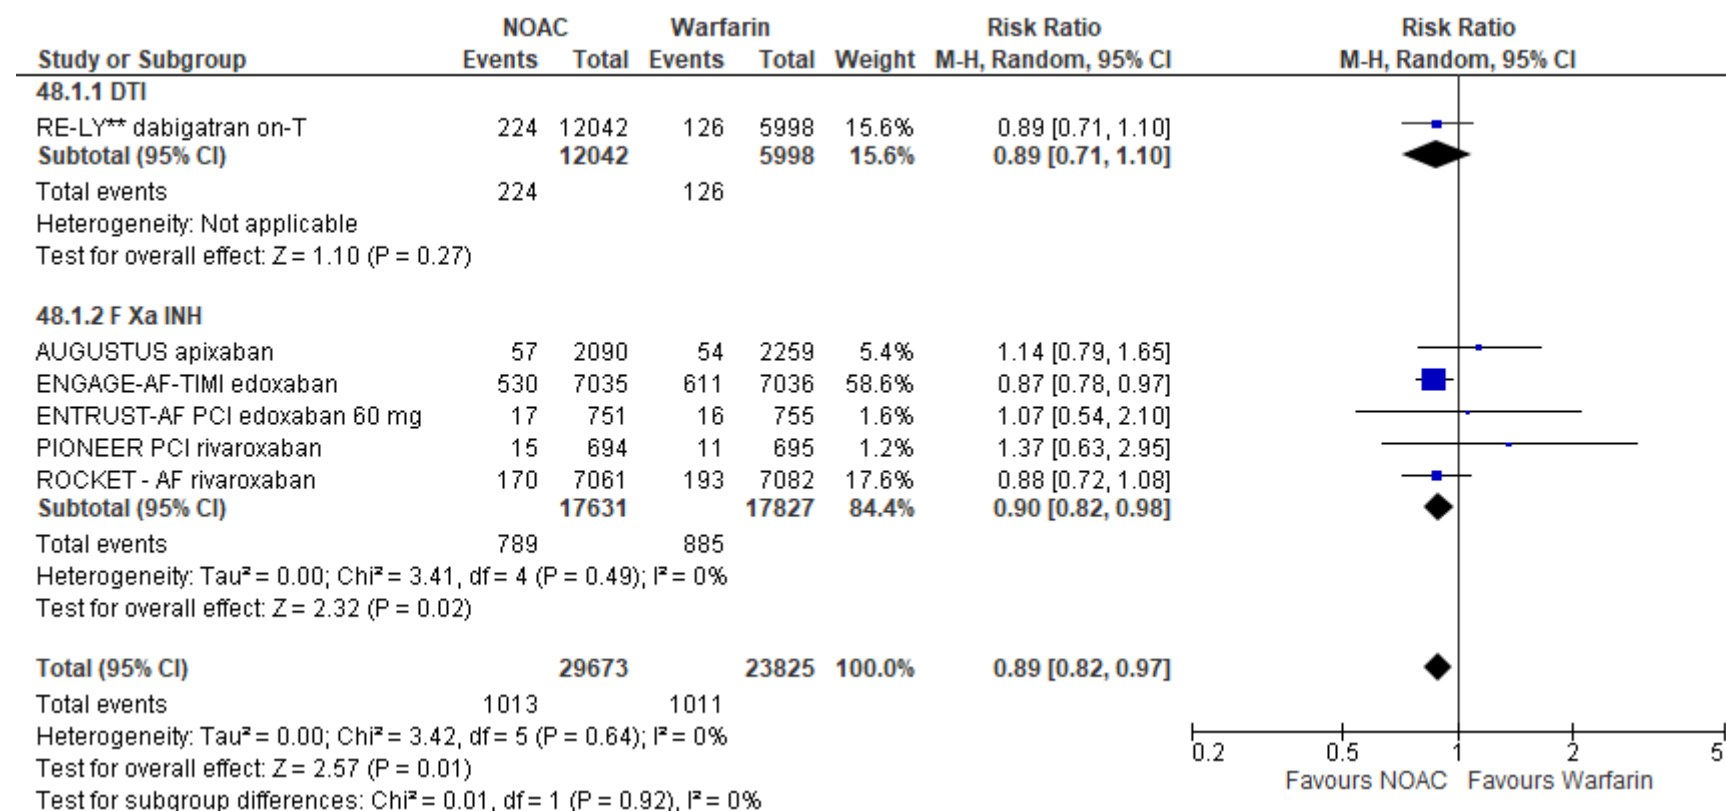 NOAC Warfarin Risk Ratio Risk Ratio
Study or Subgroup Events Total Events Total Weight M-H, Random, 95% CI M-H, Random, 95% CI
48.1.1 DTI
RE-LY** dabigatran on-T 224 12042 126 5998 15.6% 0.89 [0.71, 1.10]
Subtotal (95% CI) 12042 5998 15.6% 0.89 [0.71, 1.10]
Total events 224 126
Heterogeneity: Not applicable
Test for overall effect: Z = 1.10 (P = 0.27)
48.1.2 F Xa INH
AUGUSTUS apixaban 57 2090 54 2259 5.4% 1.14 [0.79, 1.65]
ENGAGE-AF-TIMI edoxaban 530 7035 611 7036 58.6% 0.87 [0.78, 0.97]
ENTRUST-AF PCI edoxaban 60 mg 17 751 16 755 1.6% 1.07 [0.54, 2.10]
PIONEER PCI rivaroxaban 15 694 11 695 1.2% 1.37 [0.63, 2.95]
ROCKET - AF rivaroxaban 170 7061 193 7082 17.6% 0.88 [0.72, 1.08]
Subtotal (95% CI) 17631 17827 84.4% 0.90 [0.82, 0.98]
Total events 789 885
Heterogeneity: Tau² = 0.00; Chi² = 3.41, df = 4 (P = 0.49); I² = 0%
Test for overall effect: Z = 2.32 (P = 0.02)
Total (95% CI) 29673 23825 100.0% 0.89 [0.82, 0.97]
Total events 1013 1011
Heterogeneity: Tau² = 0.00; Chi² = 3.42, df = 5 (P = 0.64); I² = 0%
Test for overall effect: Z = 2.57 (P = 0.01)
Test for subgroup differences: Chi² = 0.01, df = 1 (P = 0.92), I² = 0%
0.2 0.5 1 2 5
Favours NOAC Favours Warfarin